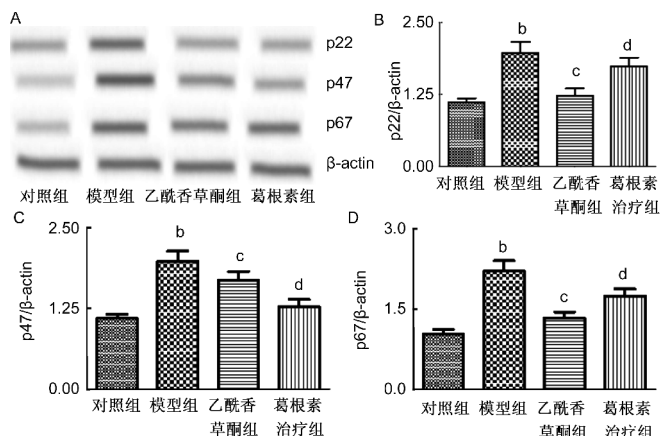 A
p22
p47
p67
β-actin
对照组 模型组 乙酰香草酮组 葛根素组
B
p22/β-actin
2.50
1.25
0.00
b
c
d
对照组 模型组 乙酰香 葛根素
草酮组 治疗组
C
p47/β-actin
2.50
1.25
0.00
b
c
d
对照组 模型组 乙酰香 葛根素
草酮组 治疗组
D
p67/β-actin
3.0
1.5
0.0
b
c
d
对照组 模型组 乙酰香 葛根素
草酮组 治疗组